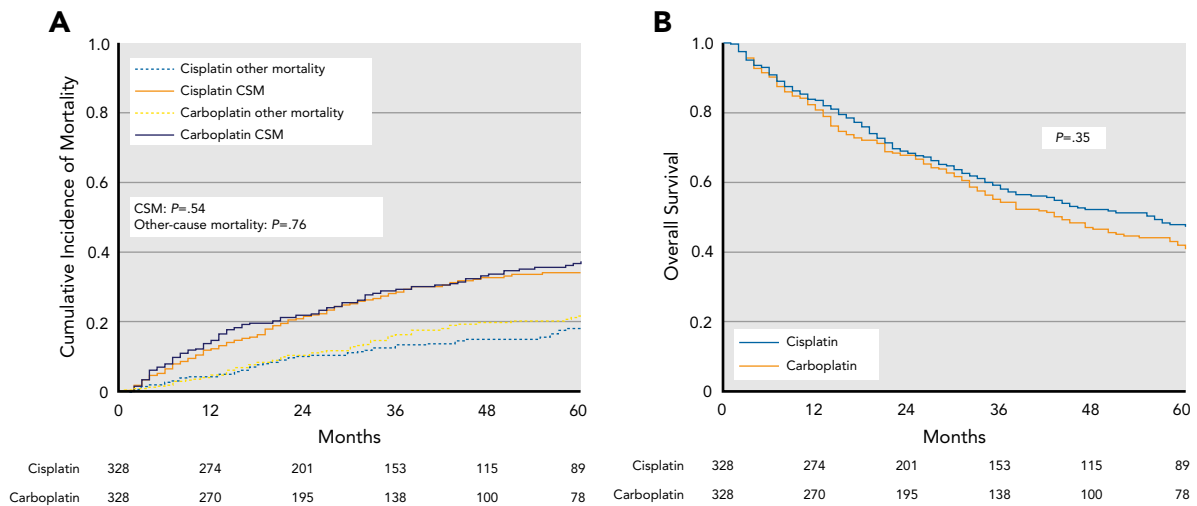 A
Cumulative Incidence of Mortality
1.0
0.8
0.6
0.4
0.2
0
Cisplatin other mortality
Cisplatin CSM
Carboplatin other mortality
Carboplatin CSM
CSM: P=.54
Other-cause mortality: P=.76
0 12 24 36 48 60
Months
Cisplatin 328 274 201 153 115 89
Carboplatin 328 270 195 138 100 78
B
Overall Survival
1.0
0.8
0.6
0.4
0.2
0
P=.35
Cisplatin
Carboplatin
0 12 24 36 48 60
Months
Cisplatin 328 274 201 153 115 89
Carboplatin 328 270 195 138 100 78